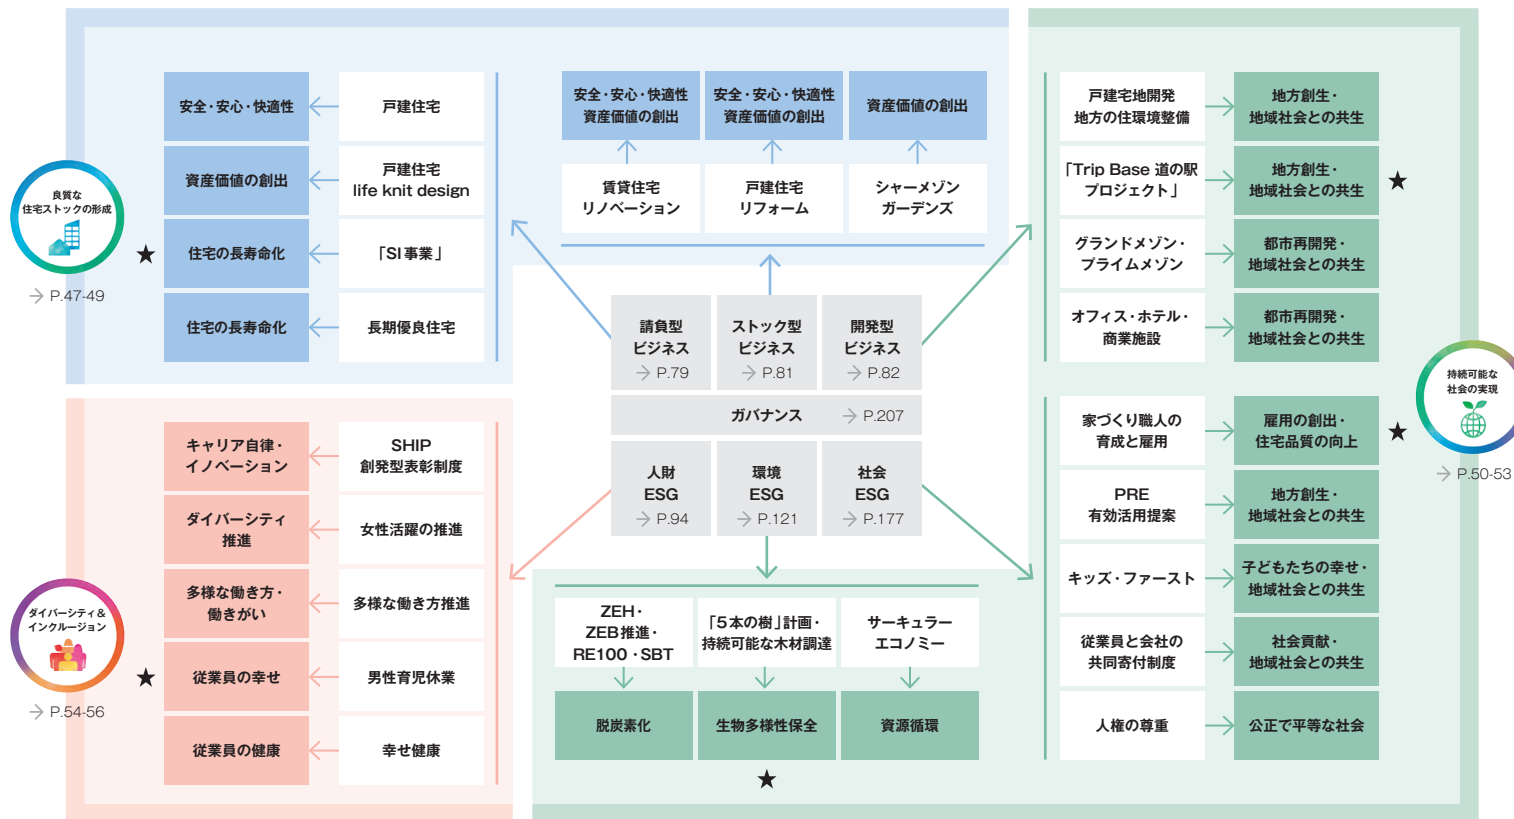 良質な
住宅ストックの形成
→ P.47-49
安全・安心・快適性
戸建住宅
資産価値の創出
戸建住宅
life knit design
★
住宅の長寿命化
「SI事業」
住宅の長寿命化
長期優良住宅
安全・安心・快適性
資産価値の創出
安全・安心・快適性
資産価値の創出
資産価値の創出
賃貸住宅
リノベーション
戸建住宅
リフォーム
シャーメゾン
ガーデンズ
戸建宅地開発
地方の住環境整備
地方創生・
地域社会との共生
「Trip Base 道の駅
プロジェクト」
地方創生・
地域社会との共生
★
グランドメゾン・
プライムメゾン
都市再開発・
地域社会との共生
オフィス・ホテル・
商業施設
都市再開発・
地域社会との共生
請負型
ビジネス
→ P.79
ストック型
ビジネス
→ P.81
開発型
ビジネス
→ P.82
ガバナンス → P.207
人財
ESG
→ P.94
環境
ESG
→ P.121
社会
ESG
→ P.177
持続可能な
社会の実現
→ P.50-53
家づくり職人の
育成と雇用
雇用の創出・
住宅品質の向上
★
PRE
有効活用提案
地方創生・
地域社会との共生
キッズ・ファースト
子どもたちの幸せ・
地域社会との共生
従業員と会社の
共同寄付制度
社会貢献・
地域社会との共生
人権の尊重
公正で平等な社会
ダイバーシティ＆
インクルージョン
→ P.54-56
キャリア自律・
イノベーション
SHIP
創発型表彰制度
ダイバーシティ
推進
女性活躍の推進
多様な働き方・
働きがい
多様な働き方推進
★
従業員の幸せ
男性育児休業
従業員の健康
幸せ健康
ZEH・
ZEB推進・
RE100・SBT
「5本の樹」計画・
持続可能な木材調達
サーキュラー
エコノミー
脱炭素化
生物多様性保全
資源循環
★